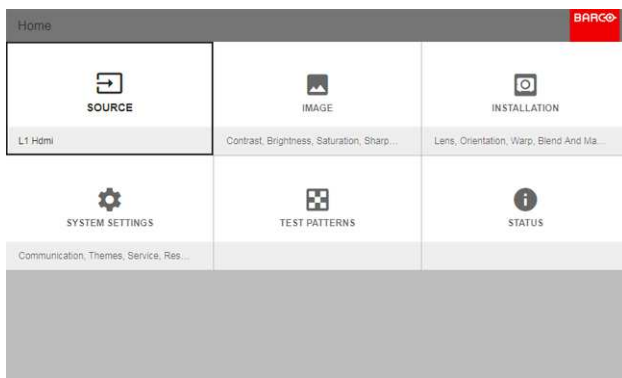 Home
BARCO
SOURCE
IMAGE
INSTALLATION
L1 Hdmi
Contrast, Brightness, Saturation, Sharp...
Lens, Orientation, Warp, Blend And Ma...
SYSTEM SETTINGS
TEST PATTERNS
STATUS
Communication, Themes, Service, Res...